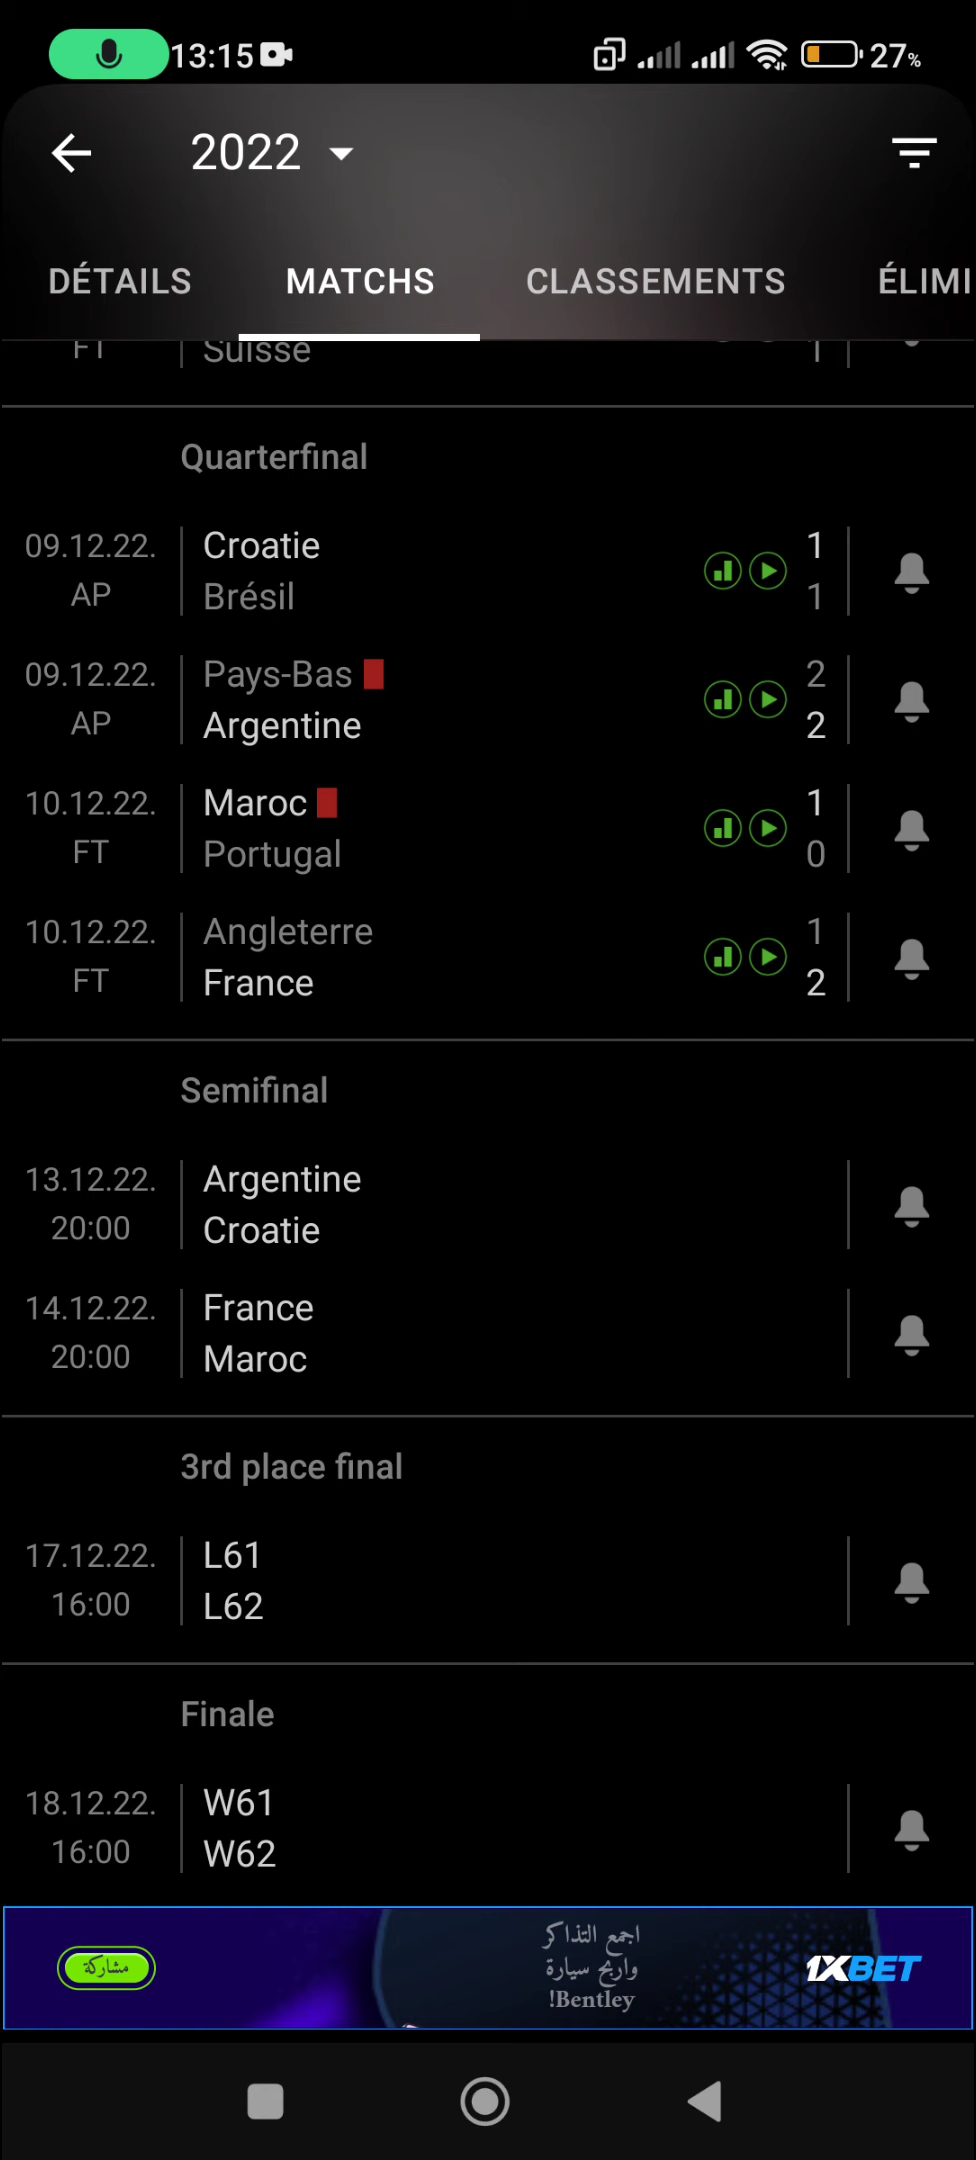 13:15
27%
2022
DÉTAILS MATCHS CLASSEMENTS ÉLIMI
FT Suisse 1
Quarterfinal
09.12.22. Croatie 1
AP Brésil 1
09.12.22. Pays-Bas 2
AP Argentine 2
10.12.22. Maroc 1
FT Portugal 0
10.12.22. Angleterre 1
FT France 2
Semifinal
13.12.22. Argentine
20:00 Croatie
14.12.22. France
20:00 Maroc
3rd place final
17.12.22. L61
16:00 L62
Finale
18.12.22. W61
16:00 W62
اجمع التذاكر
واربح سيارة
Bentley!
مشاركة
1XBET